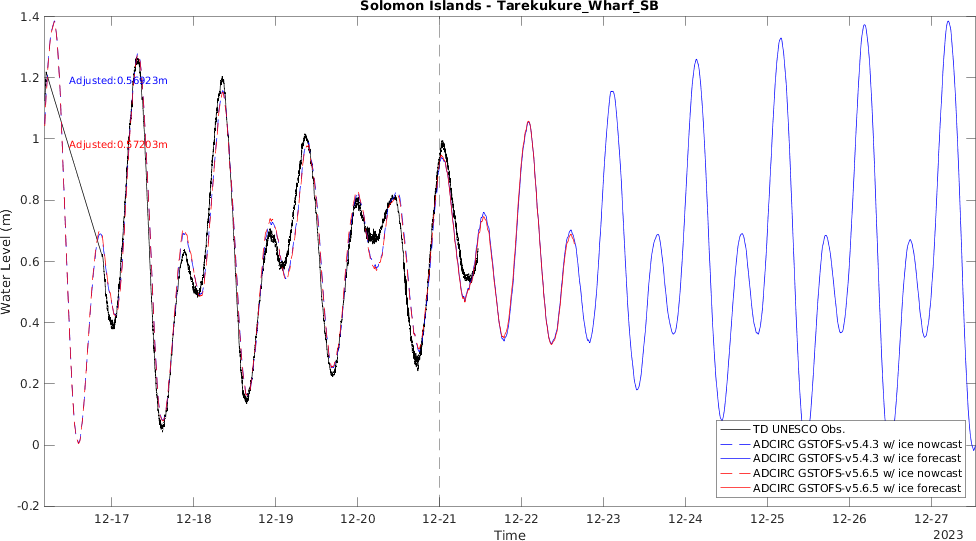 Solomon Islands - Tarekukure_Wharf_SB
1.4
1.2
1
0.8
0.6
0.4
0.2
0
-0.2
Water Level (m)
Adjusted:0.56923m
Adjusted:0.57203m
TD UNESCO Obs.
ADCIRC GSTOFS-v5.4.3 w/ ice nowcast
ADCIRC GSTOFS-v5.4.3 w/ ice forecast
ADCIRC GSTOFS-v5.6.5 w/ ice nowcast
ADCIRC GSTOFS-v5.6.5 w/ ice forecast
12-17 12-18 12-19 12-20 12-21 12-22 12-23 12-24 12-25 12-26 12-27
Time
2023